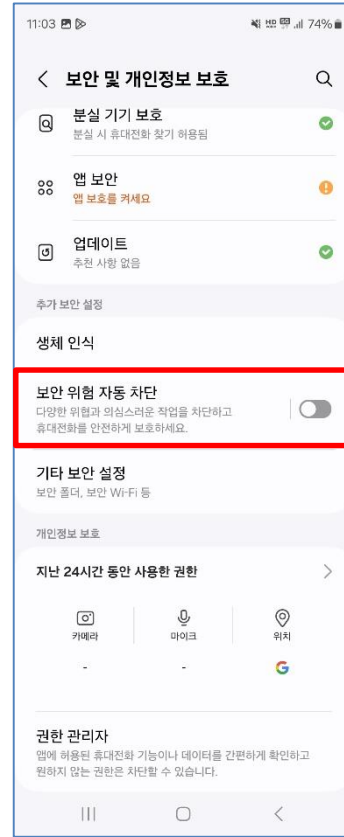 11:03 74%
보안 및 개인정보 보호
분실 기기 보호
분실 시 휴대전화 찾기 허용됨
앱 보안
앱 보호를 켜세요
업데이트
추천 사항 없음
추가 보안 설정
생체 인식
보안 위험 자동 차단
다양한 위협과 의심스러운 작업을 차단하고
휴대전화를 안전하게 보호하세요.
기타 보안 설정
보안 폴더, 보안 Wi-Fi 등
개인정보 보호
지난 24시간 동안 사용한 권한
카메라 마이크 위치
- - G
권한 관리자
앱에 허용된 휴대전화 기능이나 데이터를 간편하게 확인하고
원하지 않는 권한은 차단할 수 있습니다.